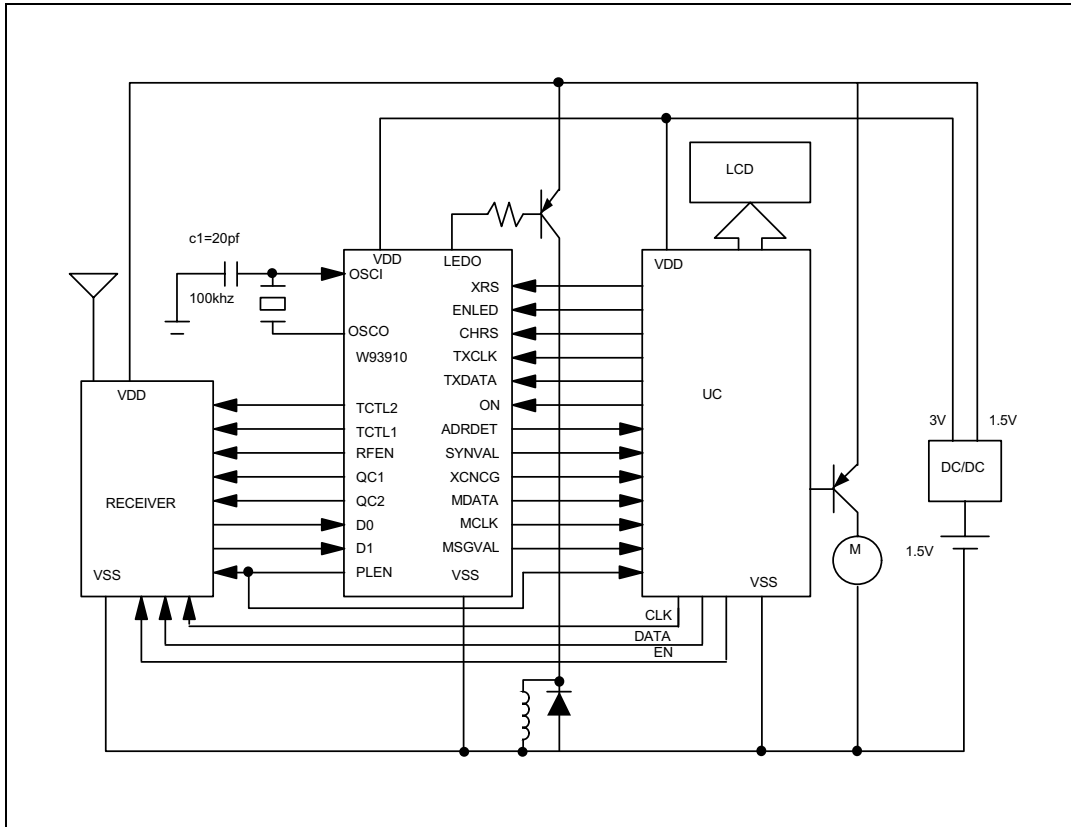 LCD
c1=20pf
VDD
LEDO
VDD
OSCI
XRS
100khz
ENLED
OSCO
CHRS
W93910
TXCLK
TXDATA
UC
VDD
TCTL2
ON
3V
1.5V
TCTL1
ADRDET
RFEN
SYNVAL
DC/DC
QC1
XCNCG
RECEIVER
QC2
MDATA
D0
MCLK
1.5V
D1
MSGVAL
M
VSS
PLEN
VSS
VSS
CLK
DATA
EN